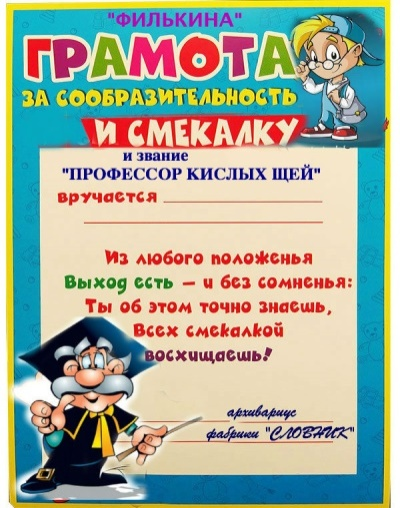 "ФИЛЬКИНА"
ГРАМОТА
ЗА СООБРАЗИТЕЛЬНОСТЬ
И СМЕКАЛКУ
и звание
"ПРОФЕССОР КИСЛЫХ ЩЕЙ"
вручается
Из любого положенья
Выход есть – и без сомненья:
Ты об этом точно знаешь,
Всех смекалкой
восхищаешь!
архивариус
фабрики "СЛОВНИК"